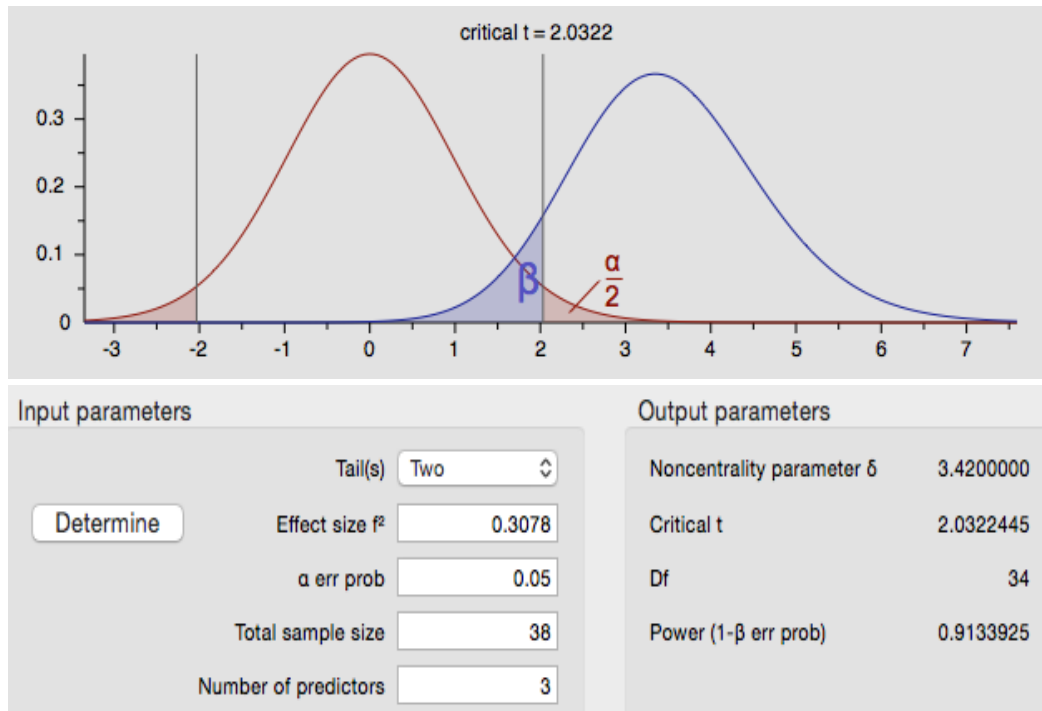 critical t = 2.0322
0.3
0.2
0.1
0
β
α
2
-3 -2 -1 0 1 2 3 4 5 6 7
Input parameters
Output parameters
Tail(s) Two
Noncentrality parameter δ 3.4200000
Determine Effect size f² 0.3078
Critical t 2.0322445
α err prob 0.05
Df 34
Total sample size 38
Power (1-β err prob) 0.9133925
Number of predictors 3